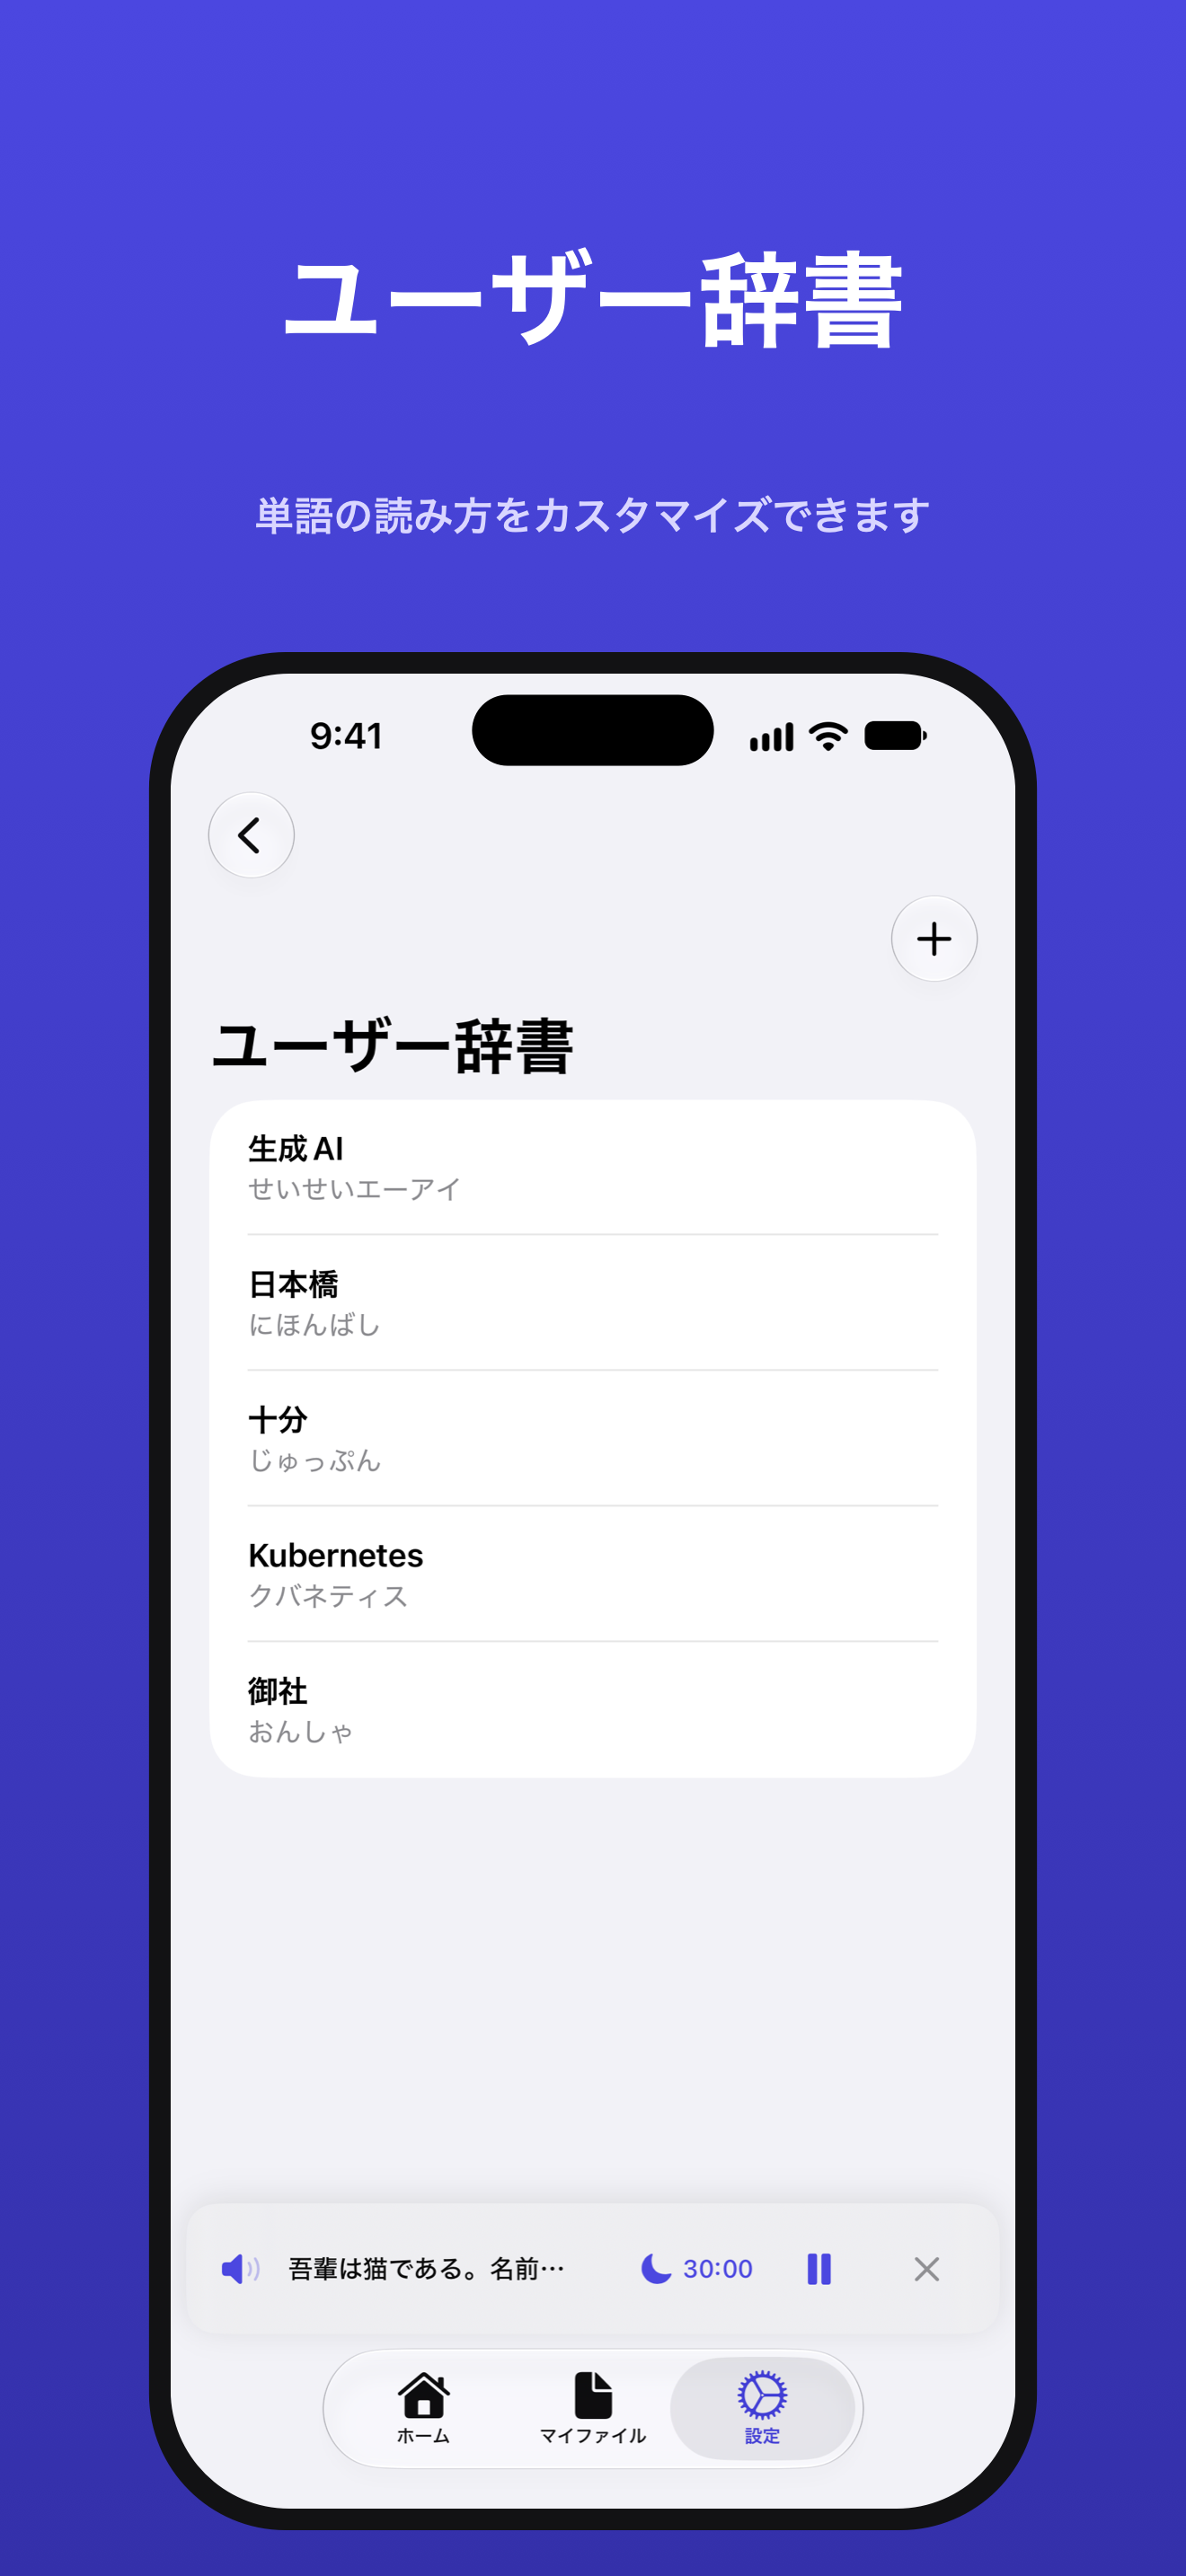 ユーザー辞書
単語の読み方をカスタマイズできます
9:41
ユーザー辞書
生成 AI
せいせいエーアイ
日本橋
にほんばし
十分
じゅっぷん
Kubernetes
クバネティス
御社
おんしゃ
吾輩は猫である。名前… 30:00
ホーム マイファイル 設定